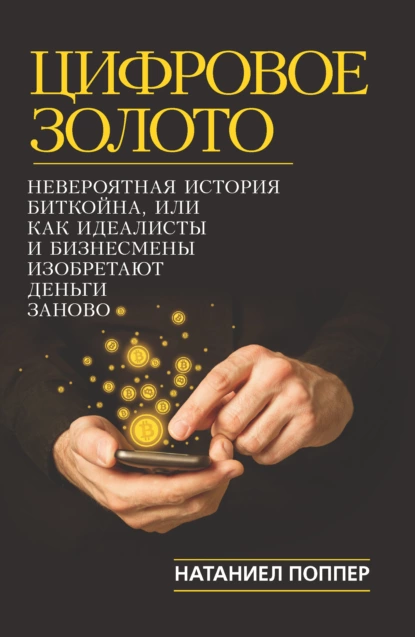 ЦИФРОВОЕ
ЗОЛОТО
НЕВЕРОЯТНАЯ ИСТОРИЯ
БИТКОЙНА, ИЛИ
КАК ИДЕАЛИСТЫ
И БИЗНЕСМЕНЫ
ИЗОБРЕТАЮТ
ДЕНЬГИ
ЗАНОВО
НАТАНИЕЛ ПОППЕР